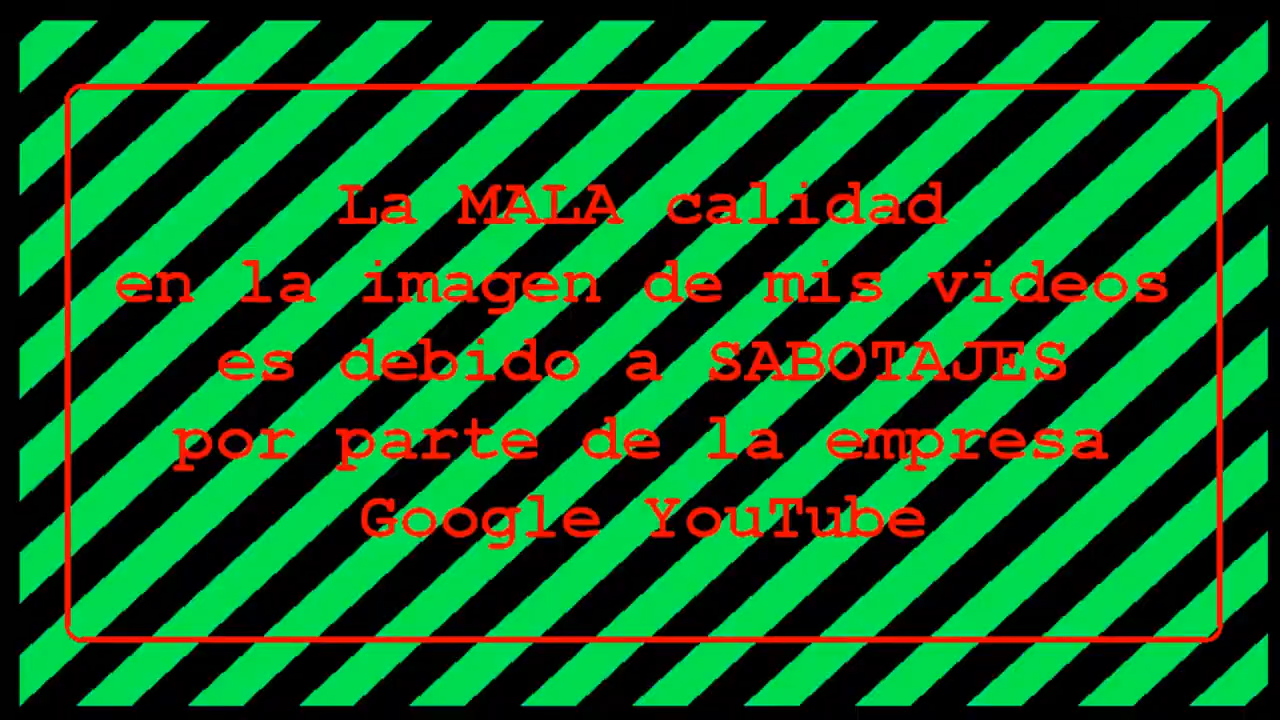 La MALA calidad
en la imagen de mis videos
es debido a SABOTAJES
por parte de la empresa
Google YouTube